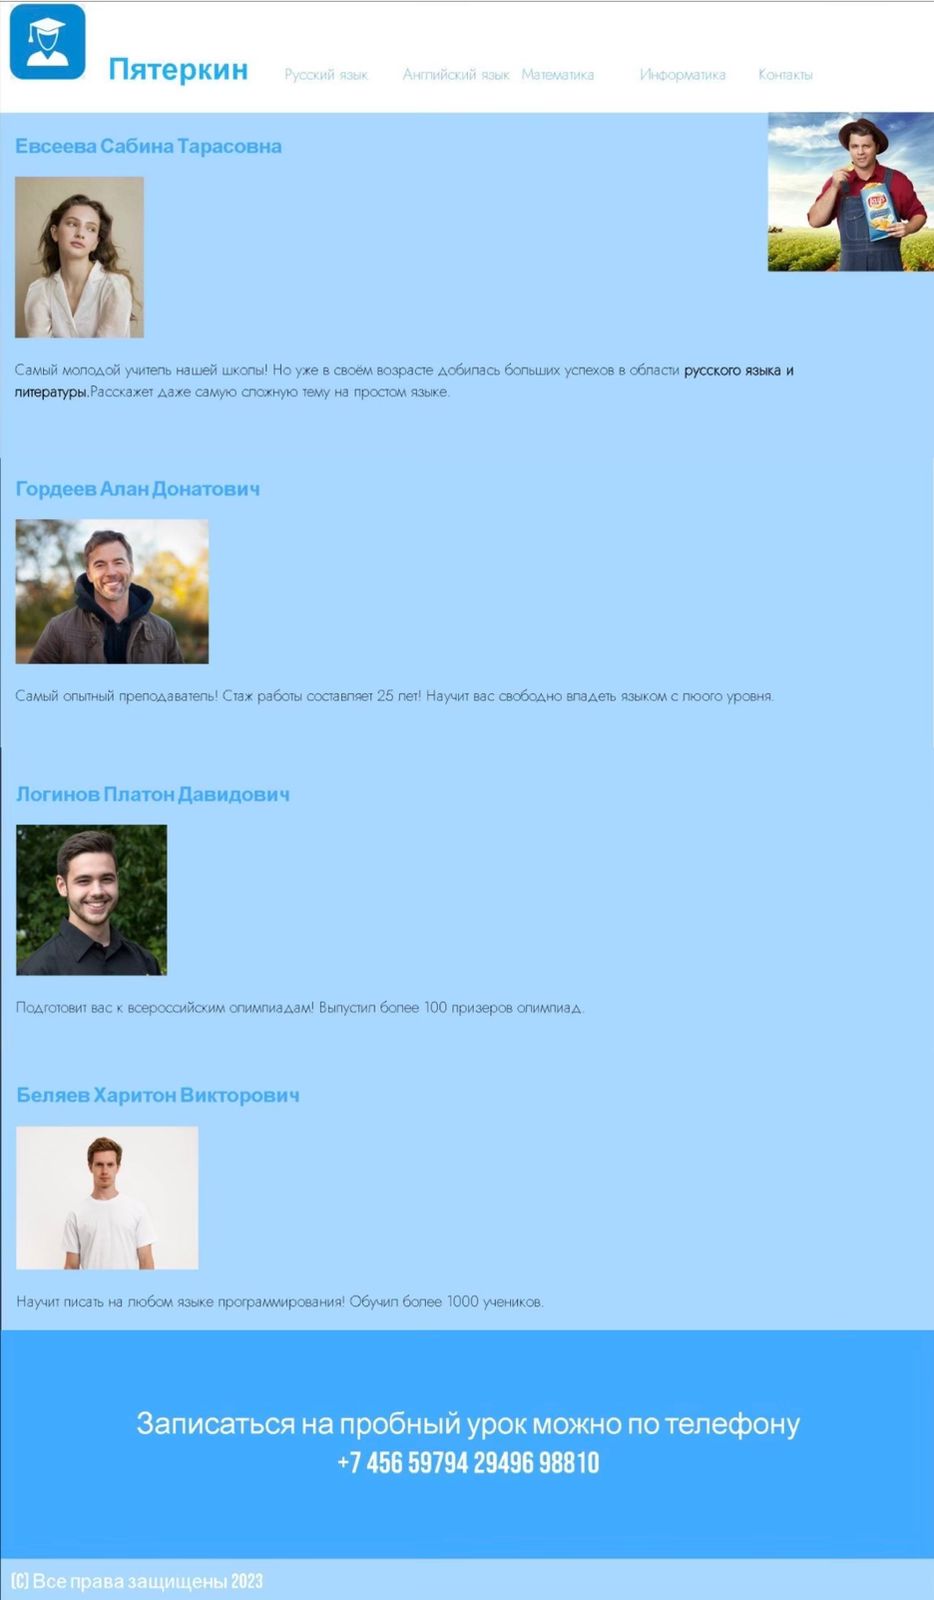 Пятеркин
Русский язык Английский язык Математика Информатика Контакты
Евсеева Сабина Тарасовна
Самый молодой учитель нашей школы! Но уже в своём возрасте добилась больших успехов в области русского языка и
литературы.Расскажет даже самую сложную тему на простом языке.
Гордеев Алан Донатович
Самый опытный преподаватель! Стаж работы составляет 25 лет! Научит вас свободно владеть языком с люого уровня.
Логинов Платон Давидович
Подготовит вас к всероссийским олимпиадам! Выпустил более 100 призеров олимпиад.
Беляев Харитон Викторович
Научит писать на любом языке программирования! Обучил более 1000 учеников.
Записаться на пробный урок можно по телефону
+7 456 59794 29496 98810
(C) Все права защищены 2023